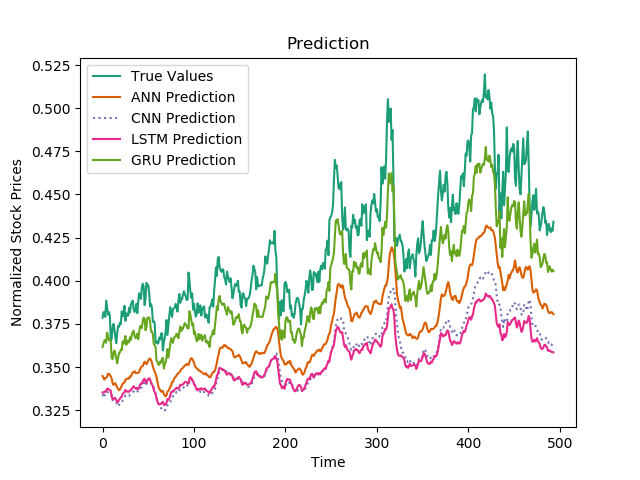 Prediction
0.525
0.500
0.475
0.450
0.425
0.400
0.375
0.350
0.325
Normalized Stock Prices
True Values
ANN Prediction
CNN Prediction
LSTM Prediction
GRU Prediction
0 100 200 300 400 500
Time